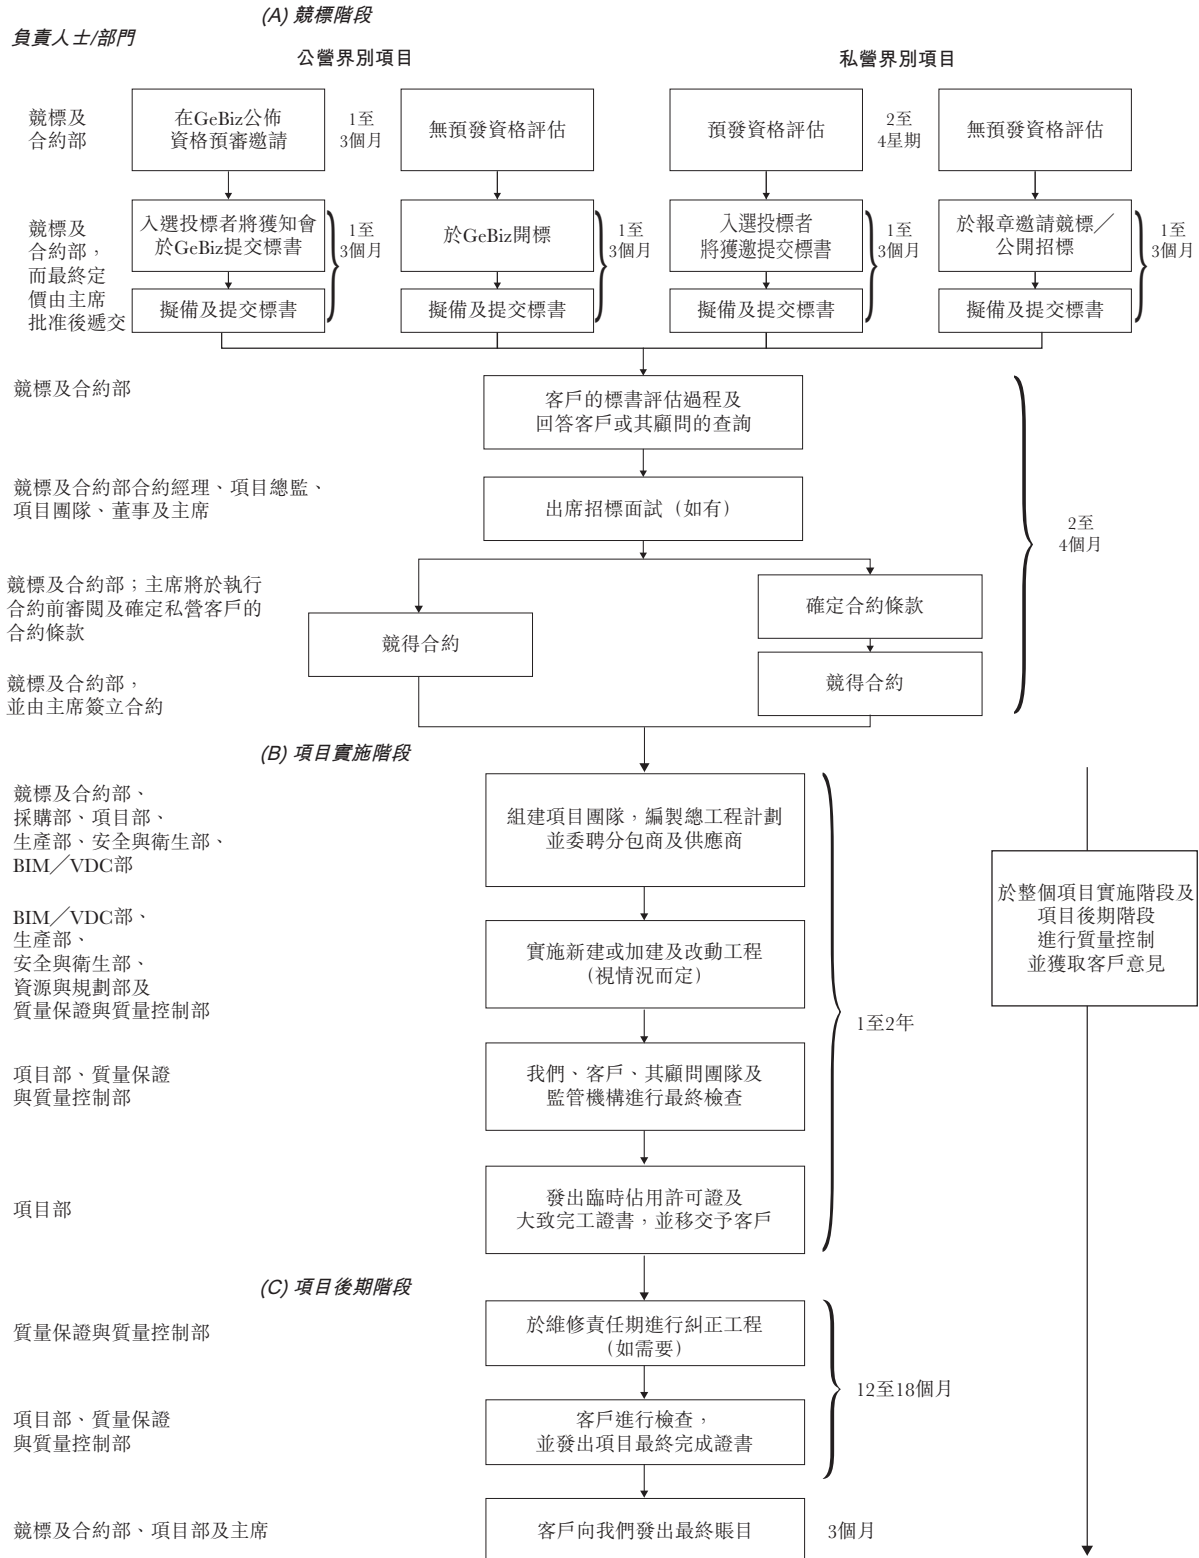 (A) 競標階段
負責人士/部門
公營界別項目
私營界別項目
競標及
合約部
在GeBiz公佈
資格預審邀請
1至
3個月
無預發資格評估
預發資格評估
2至
4星期
無預發資格評估
競標及
合約部，
而最終定
價由主席
批准後遞交
入選投標者將獲知會
於GeBiz提交標書
1至
3個月
於GeBiz開標
1至
3個月
入選投標者
將獲邀提交標書
1至
3個月
於報章邀請競標／
公開招標
1至
3個月
擬備及提交標書
擬備及提交標書
擬備及提交標書
擬備及提交標書
競標及合約部
客戶的標書評估過程及
回答客戶或其顧問的查詢
競標及合約部合約經理、項目總監、
項目團隊、董事及主席
出席招標面試（如有）
2至
4個月
競標及合約部；主席將於執行
合約前審閱及確定私營客戶的
合約條款
競得合約
確定合約條款
競標及合約部，
並由主席簽立合約
競得合約
(B) 項目實施階段
競標及合約部、
採購部、項目部、
生產部、安全與衛生部、
BIM／VDC部
組建項目團隊，編製總工程計劃
並委聘分包商及供應商
於整個項目實施階段及
項目後期階段
進行質量控制
並獲取客戶意見
BIM／VDC部、
生產部、
安全與衛生部、
資源與規劃部及
質量保證與質量控制部
實施新建或加建及改動工程
（視情況而定）
1至2年
項目部、質量保證
與質量控制部
我們、客戶、其顧問團隊及
監管機構進行最終檢查
項目部
發出臨時佔用許可證及
大致完工證書，並移交予客戶
(C) 項目後期階段
質量保證與質量控制部
於維修責任期進行糾正工程
（如需要）
12至18個月
項目部、質量保證
與質量控制部
客戶進行檢查，
並發出項目最終完成證書
競標及合約部、項目部及主席
客戶向我們發出最終賬目
3個月